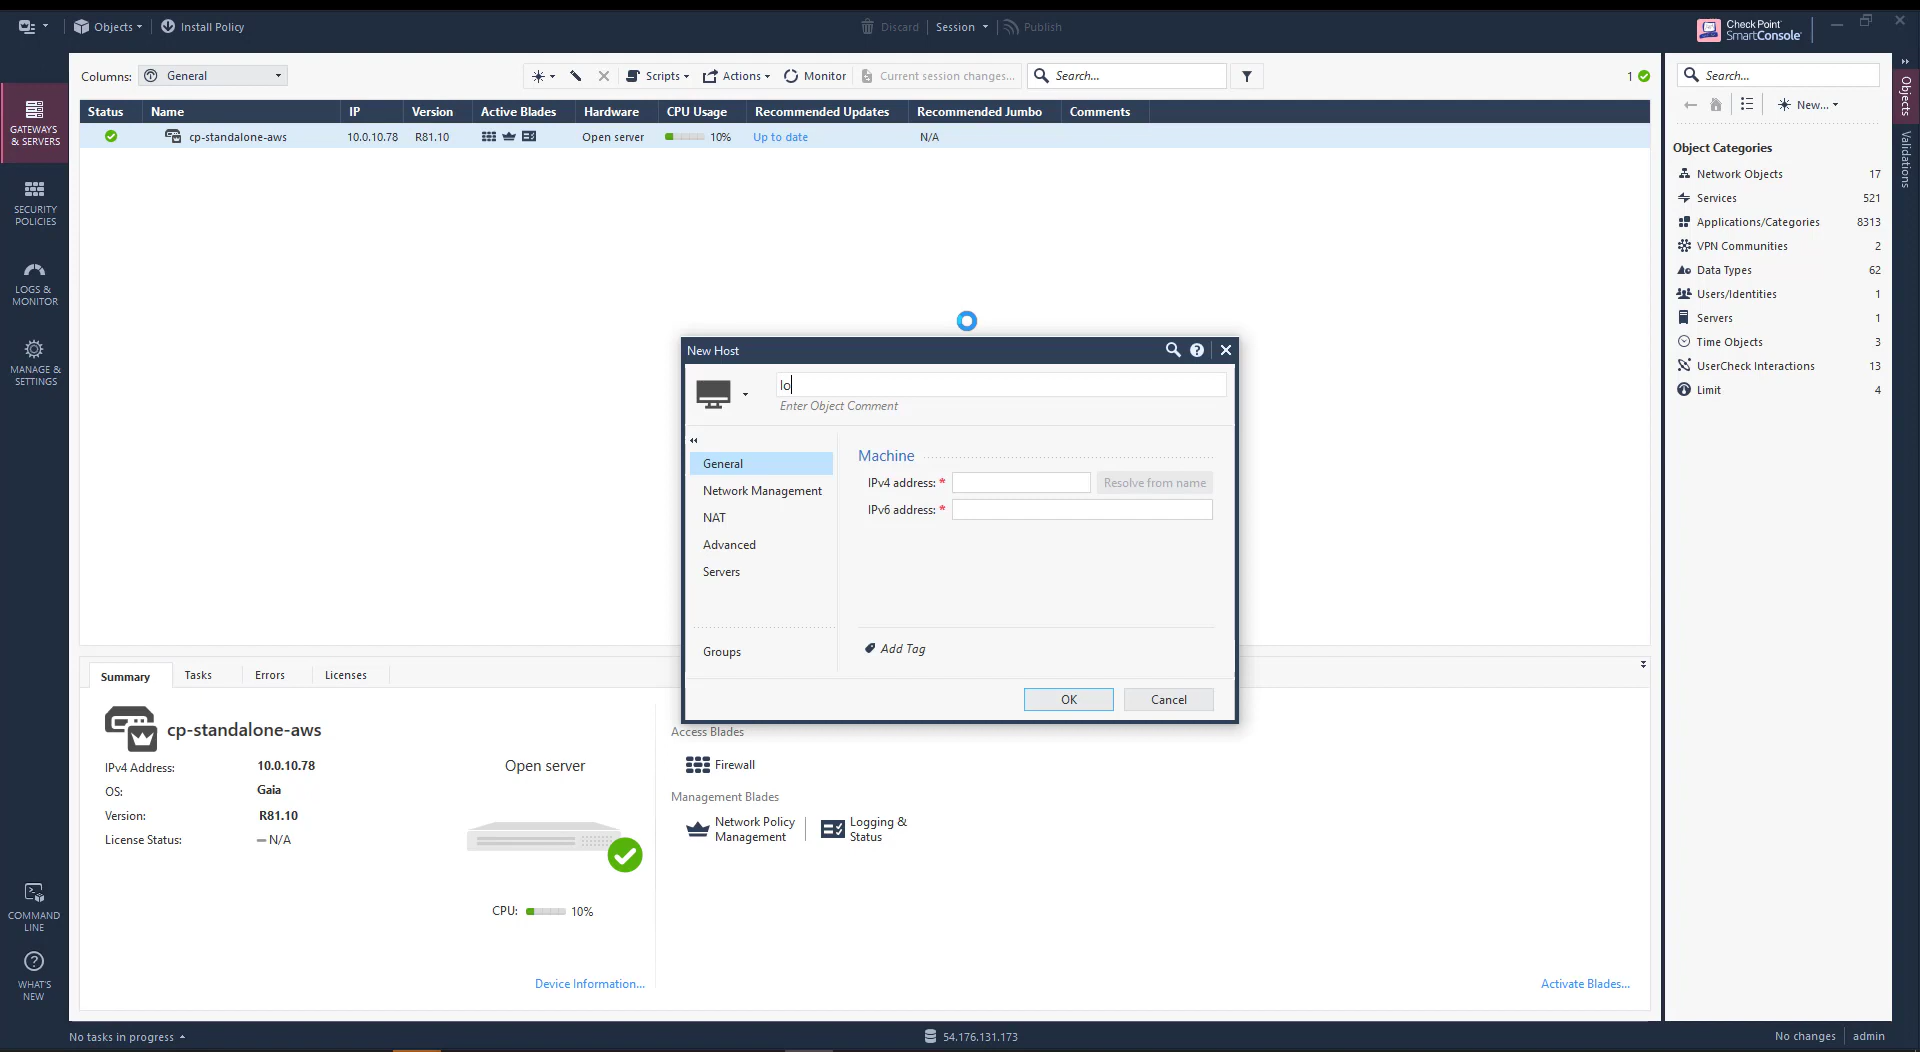 Objects
Install Policy
Discard
Session
Publish
Check Point
SmartConsole
Columns:
General
Scripts
Actions
Monitor
Current session changes...
Search...
1
Status
Name
IP
Version
Active Blades
Hardware
CPU Usage
Recommended Updates
Recommended Jumbo
Comments
cp-standalone-aws
10.0.10.78
R81.10
Open server
10%
Up to date
N/A
GATEWAYS
& SERVERS
SECURITY
POLICIES
LOGS &
MONITOR
MANAGE &
SETTINGS
COMMAND
LINE
WHAT'S
NEW
New Host
lo
Enter Object Comment
General
Network Management
NAT
Advanced
Servers
Groups
Machine
IPv4 address: *
Resolve from name
IPv6 address: *
Add Tag
OK
Cancel
Summary
Tasks
Errors
Licenses
cp-standalone-aws
IPv4 Address:
10.0.10.78
OS:
Gaia
Version:
R81.10
License Status:
N/A
Open server
CPU:
10%
Device Information...
Access Blades
Firewall
Management Blades
Network Policy
Management
Logging &
Status
Activate Blades...
Search...
New...
Object Categories
Network Objects 17
Services 521
Applications/Categories 8313
VPN Communities 2
Data Types 62
Users/Identities 1
Servers 1
Time Objects 3
UserCheck Interactions 13
Limit 4
Objects
Validations
No tasks in progress
54.176.131.173
No changes
admin